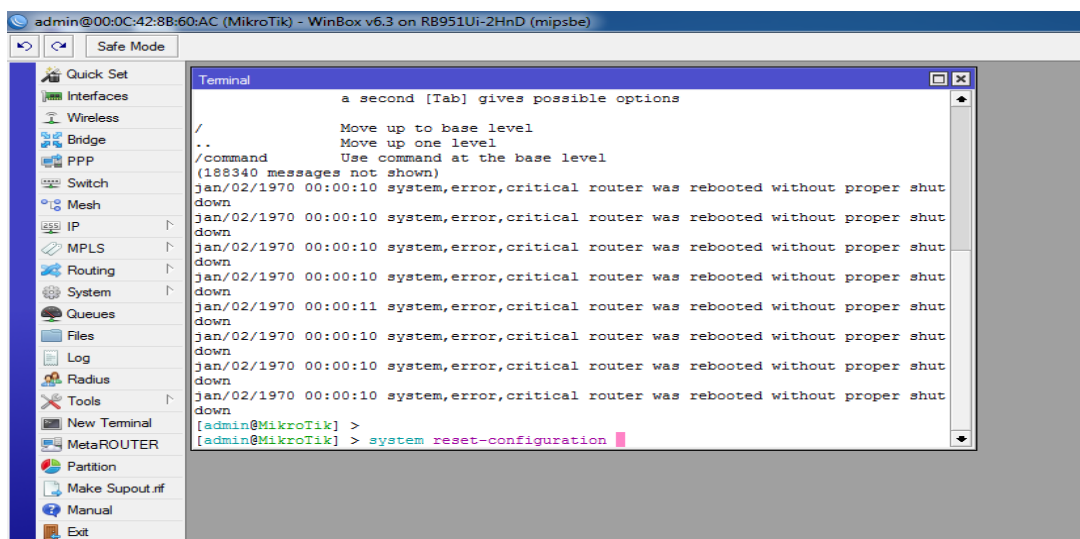 admin@00:0C:42:8B:60:AC (MikroTik) - WinBox v6.3 on RB951Ui-2HnD (mipsbe)
Safe Mode
Quick Set
Interfaces
Wireless
Bridge
PPP
Switch
Mesh
255 IP
MPLS
Routing
System
Queues
Files
Log
Radius
Tools
New Terminal
MetaROUTER
Partition
Make Supout.rif
Manual
Exit
Terminal
a second [Tab] gives possible options
/ Move up to base level
.. Move up one level
/command Use command at the base level
(188340 messages not shown)
jan/02/1970 00:00:10 system,error,critical router was rebooted without proper shut
down
jan/02/1970 00:00:10 system,error,critical router was rebooted without proper shut
down
jan/02/1970 00:00:10 system,error,critical router was rebooted without proper shut
down
jan/02/1970 00:00:10 system,error,critical router was rebooted without proper shut
down
jan/02/1970 00:00:11 system,error,critical router was rebooted without proper shut
down
jan/02/1970 00:00:10 system,error,critical router was rebooted without proper shut
down
jan/02/1970 00:00:10 system,error,critical router was rebooted without proper shut
down
jan/02/1970 00:00:10 system,error,critical router was rebooted without proper shut
down
[admin@MikroTik] >
[admin@MikroTik] > system reset-configuration